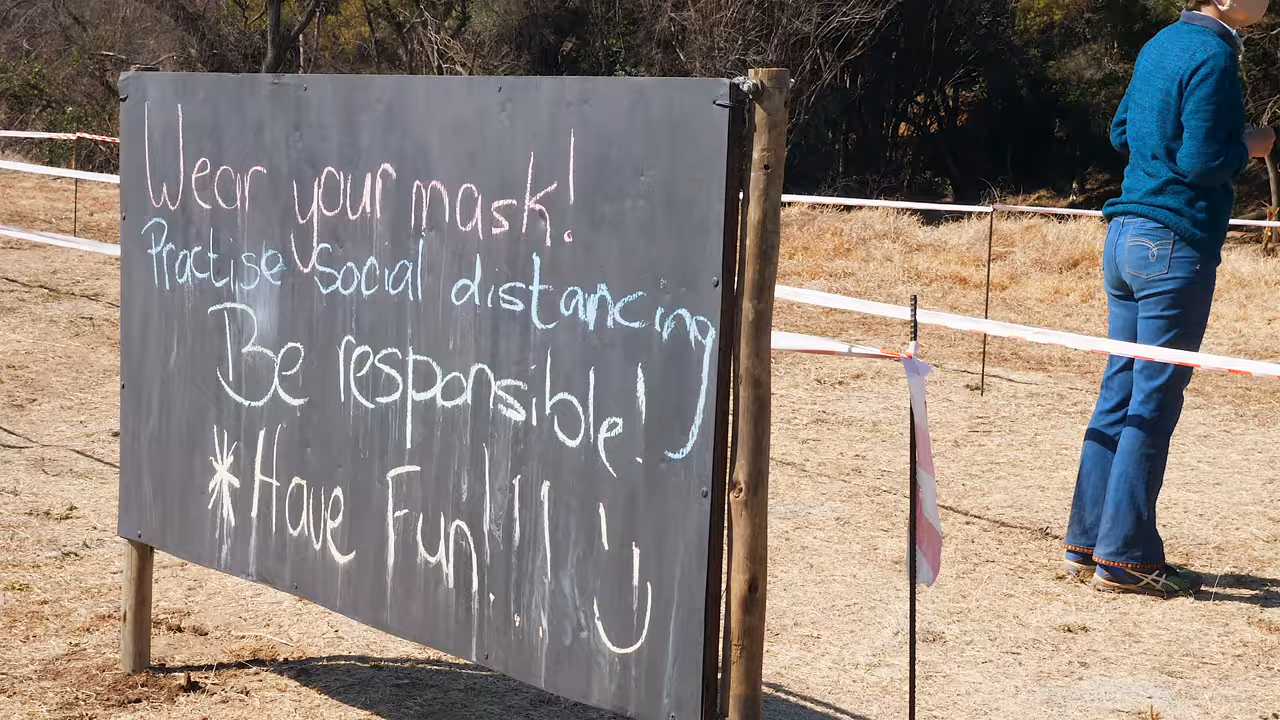 Wear your mask!
Practise social distancing
Be responsible!
*Have Fun!!! :)